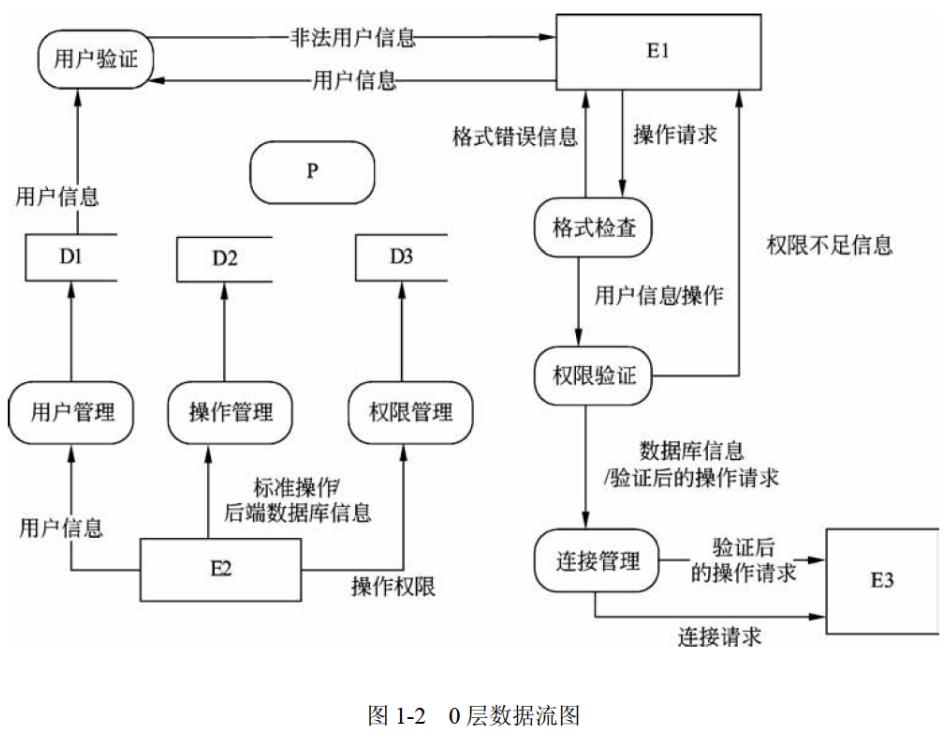 用户验证
非法用户信息
E1
用户信息
格式错误信息
操作请求
P
用户信息
格式检查
权限不足信息
D1
D2
D3
用户信息/操作
用户管理
操作管理
权限管理
权限验证
数据库信息
/验证后的操作请求
标准操作/
后端数据库信息
用户信息
E2
操作权限
连接管理
验证后
的操作请求
E3
连接请求
图 1-2 0 层数据流图